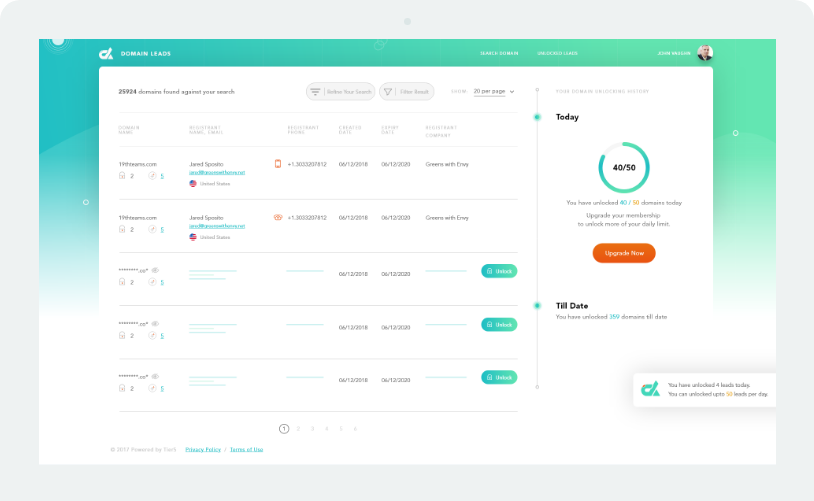 DOMAIN LEADS
SEARCH DOMAIN
UNLOCKED LEADS
JOHN VAUGHN
25924 domains found against your search
Refine Your Search
Filter Result
SHOW
20 per page
YOUR DOMAIN UNLOCKING HISTORY
DOMAIN NAME
REGISTRANT NAME, EMAIL
REGISTRANT PHONE
CREATED DATE
EXPIRY DATE
REGISTRANT COMPANY
19thteams.com
Jared Sposito
+1.3033207812
06/12/2018
06/12/2020
Greens with Envy
2
5
United States
19thteams.com
Jared Sposito
+1.3033207812
06/12/2018
06/12/2020
Greens with Envy
2
5
United States
********.co*
06/12/2018
06/12/2020
Unlock
2
5
********.co*
06/12/2018
06/12/2020
Unlock
2
5
********.co*
06/12/2018
06/12/2020
Unlock
2
5
1 2 3 4 5 6
Today
40/50
You have unlocked 40 / 50 domains today
Upgrade your membership
to unlock more of your daily limit.
Upgrade Now
Till Date
You have unlocked 359 domains till date
You have unlocked 4 leads today.
You can unlocked upto 50 leads per day.
© 2017 Powered by
Privacy Policy / Terms of Use